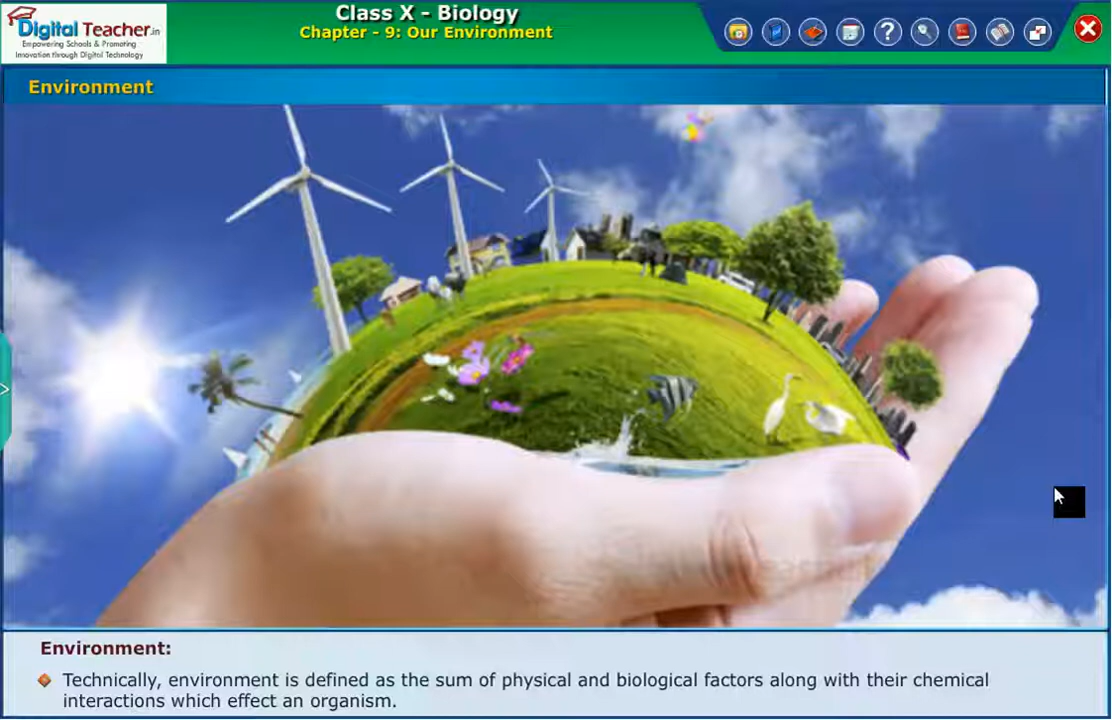 Digital Teacher.in
Empowering Schools & Promoting
Innovation through Digital Technology
Class X - Biology
Chapter - 9: Our Environment
?
Environment
Environment:
Technically, environment is defined as the sum of physical and biological factors along with their chemical
interactions which effect an organism.